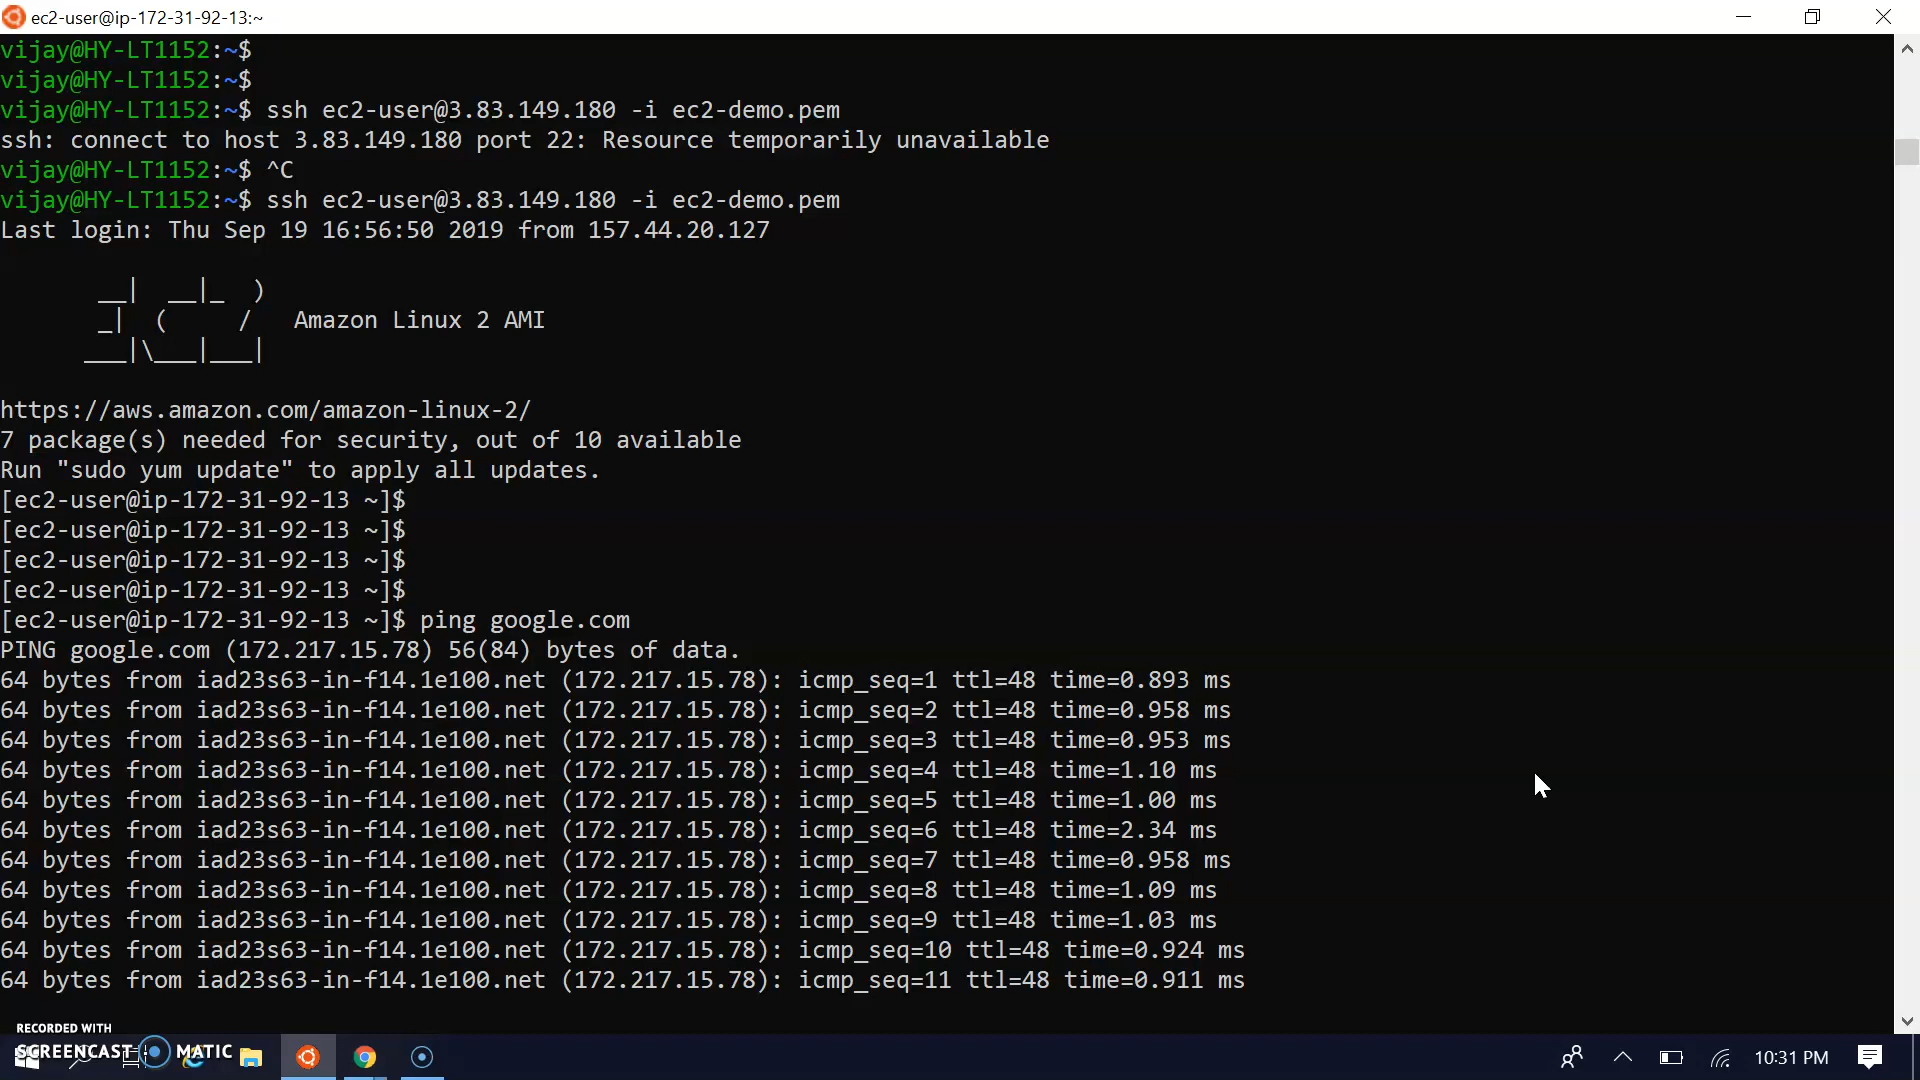 ec2-user@ip-172-31-92-13:~
vijay@HY-LT1152:~$
vijay@HY-LT1152:~$
vijay@HY-LT1152:~$ ssh ec2-user@3.83.149.180 -i ec2-demo.pem
ssh: connect to host 3.83.149.180 port 22: Resource temporarily unavailable
vijay@HY-LT1152:~$ ^C
vijay@HY-LT1152:~$ ssh ec2-user@3.83.149.180 -i ec2-demo.pem
Last login: Thu Sep 19 16:56:50 2019 from 157.44.20.127
       __|  __|_  )
       _|  (     /   Amazon Linux 2 AMI
      ___|\___|___|
https://aws.amazon.com/amazon-linux-2/
7 package(s) needed for security, out of 10 available
Run "sudo yum update" to apply all updates.
[ec2-user@ip-172-31-92-13 ~]$
[ec2-user@ip-172-31-92-13 ~]$
[ec2-user@ip-172-31-92-13 ~]$
[ec2-user@ip-172-31-92-13 ~]$
[ec2-user@ip-172-31-92-13 ~]$ ping google.com
PING google.com (172.217.15.78) 56(84) bytes of data.
64 bytes from iad23s63-in-f14.1e100.net (172.217.15.78): icmp_seq=1 ttl=48 time=0.893 ms
64 bytes from iad23s63-in-f14.1e100.net (172.217.15.78): icmp_seq=2 ttl=48 time=0.958 ms
64 bytes from iad23s63-in-f14.1e100.net (172.217.15.78): icmp_seq=3 ttl=48 time=0.953 ms
64 bytes from iad23s63-in-f14.1e100.net (172.217.15.78): icmp_seq=4 ttl=48 time=1.10 ms
64 bytes from iad23s63-in-f14.1e100.net (172.217.15.78): icmp_seq=5 ttl=48 time=1.00 ms
64 bytes from iad23s63-in-f14.1e100.net (172.217.15.78): icmp_seq=6 ttl=48 time=2.34 ms
64 bytes from iad23s63-in-f14.1e100.net (172.217.15.78): icmp_seq=7 ttl=48 time=0.958 ms
64 bytes from iad23s63-in-f14.1e100.net (172.217.15.78): icmp_seq=8 ttl=48 time=1.09 ms
64 bytes from iad23s63-in-f14.1e100.net (172.217.15.78): icmp_seq=9 ttl=48 time=1.03 ms
64 bytes from iad23s63-in-f14.1e100.net (172.217.15.78): icmp_seq=10 ttl=48 time=0.924 ms
64 bytes from iad23s63-in-f14.1e100.net (172.217.15.78): icmp_seq=11 ttl=48 time=0.911 ms
RECORDED WITH
SCREENCAST MATIC
10:31 PM